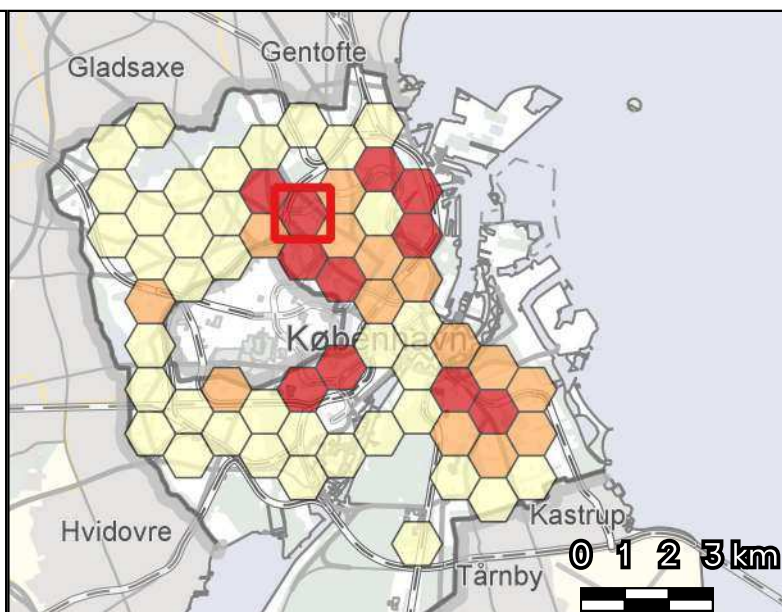 Gentofte
Gladsaxe
København
Hvidovre
Kastrup
0 1 2 3 km
Tårnby